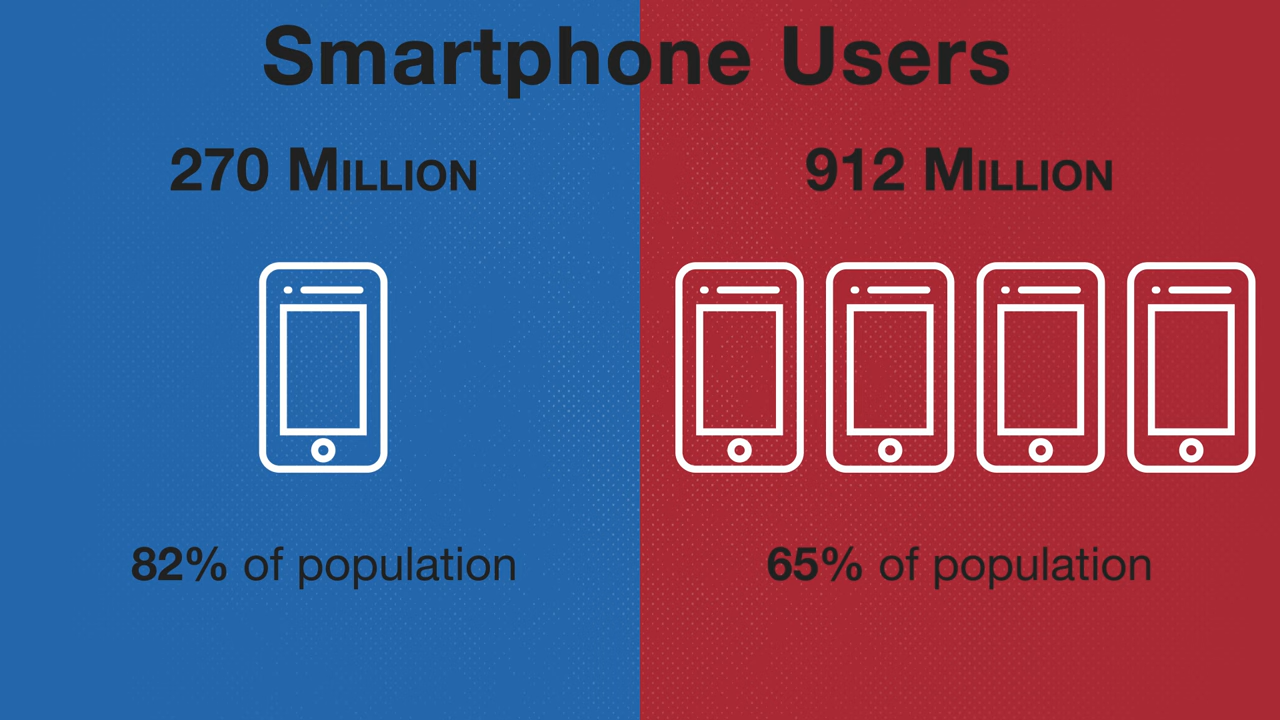 Smartphone Users
270 MILLION
912 MILLION
82% of population
65% of population